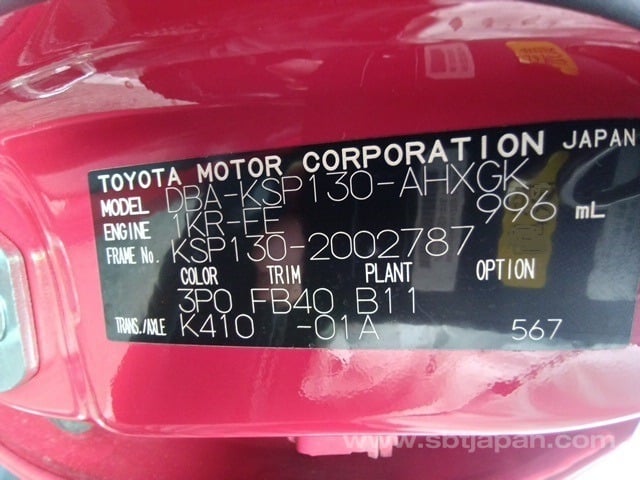 TOYOTA MOTOR CORPORATION JAPAN
MODEL DBA-KSP130-AHXGK
ENGINE 1KR-EE 996 mL
FRAME No. KSP130-2002787
COLOR TRIM PLANT OPTION
3P0 FB40 B11
TRANS./AXLE K410 -01A 567
www.sbtjapan.com